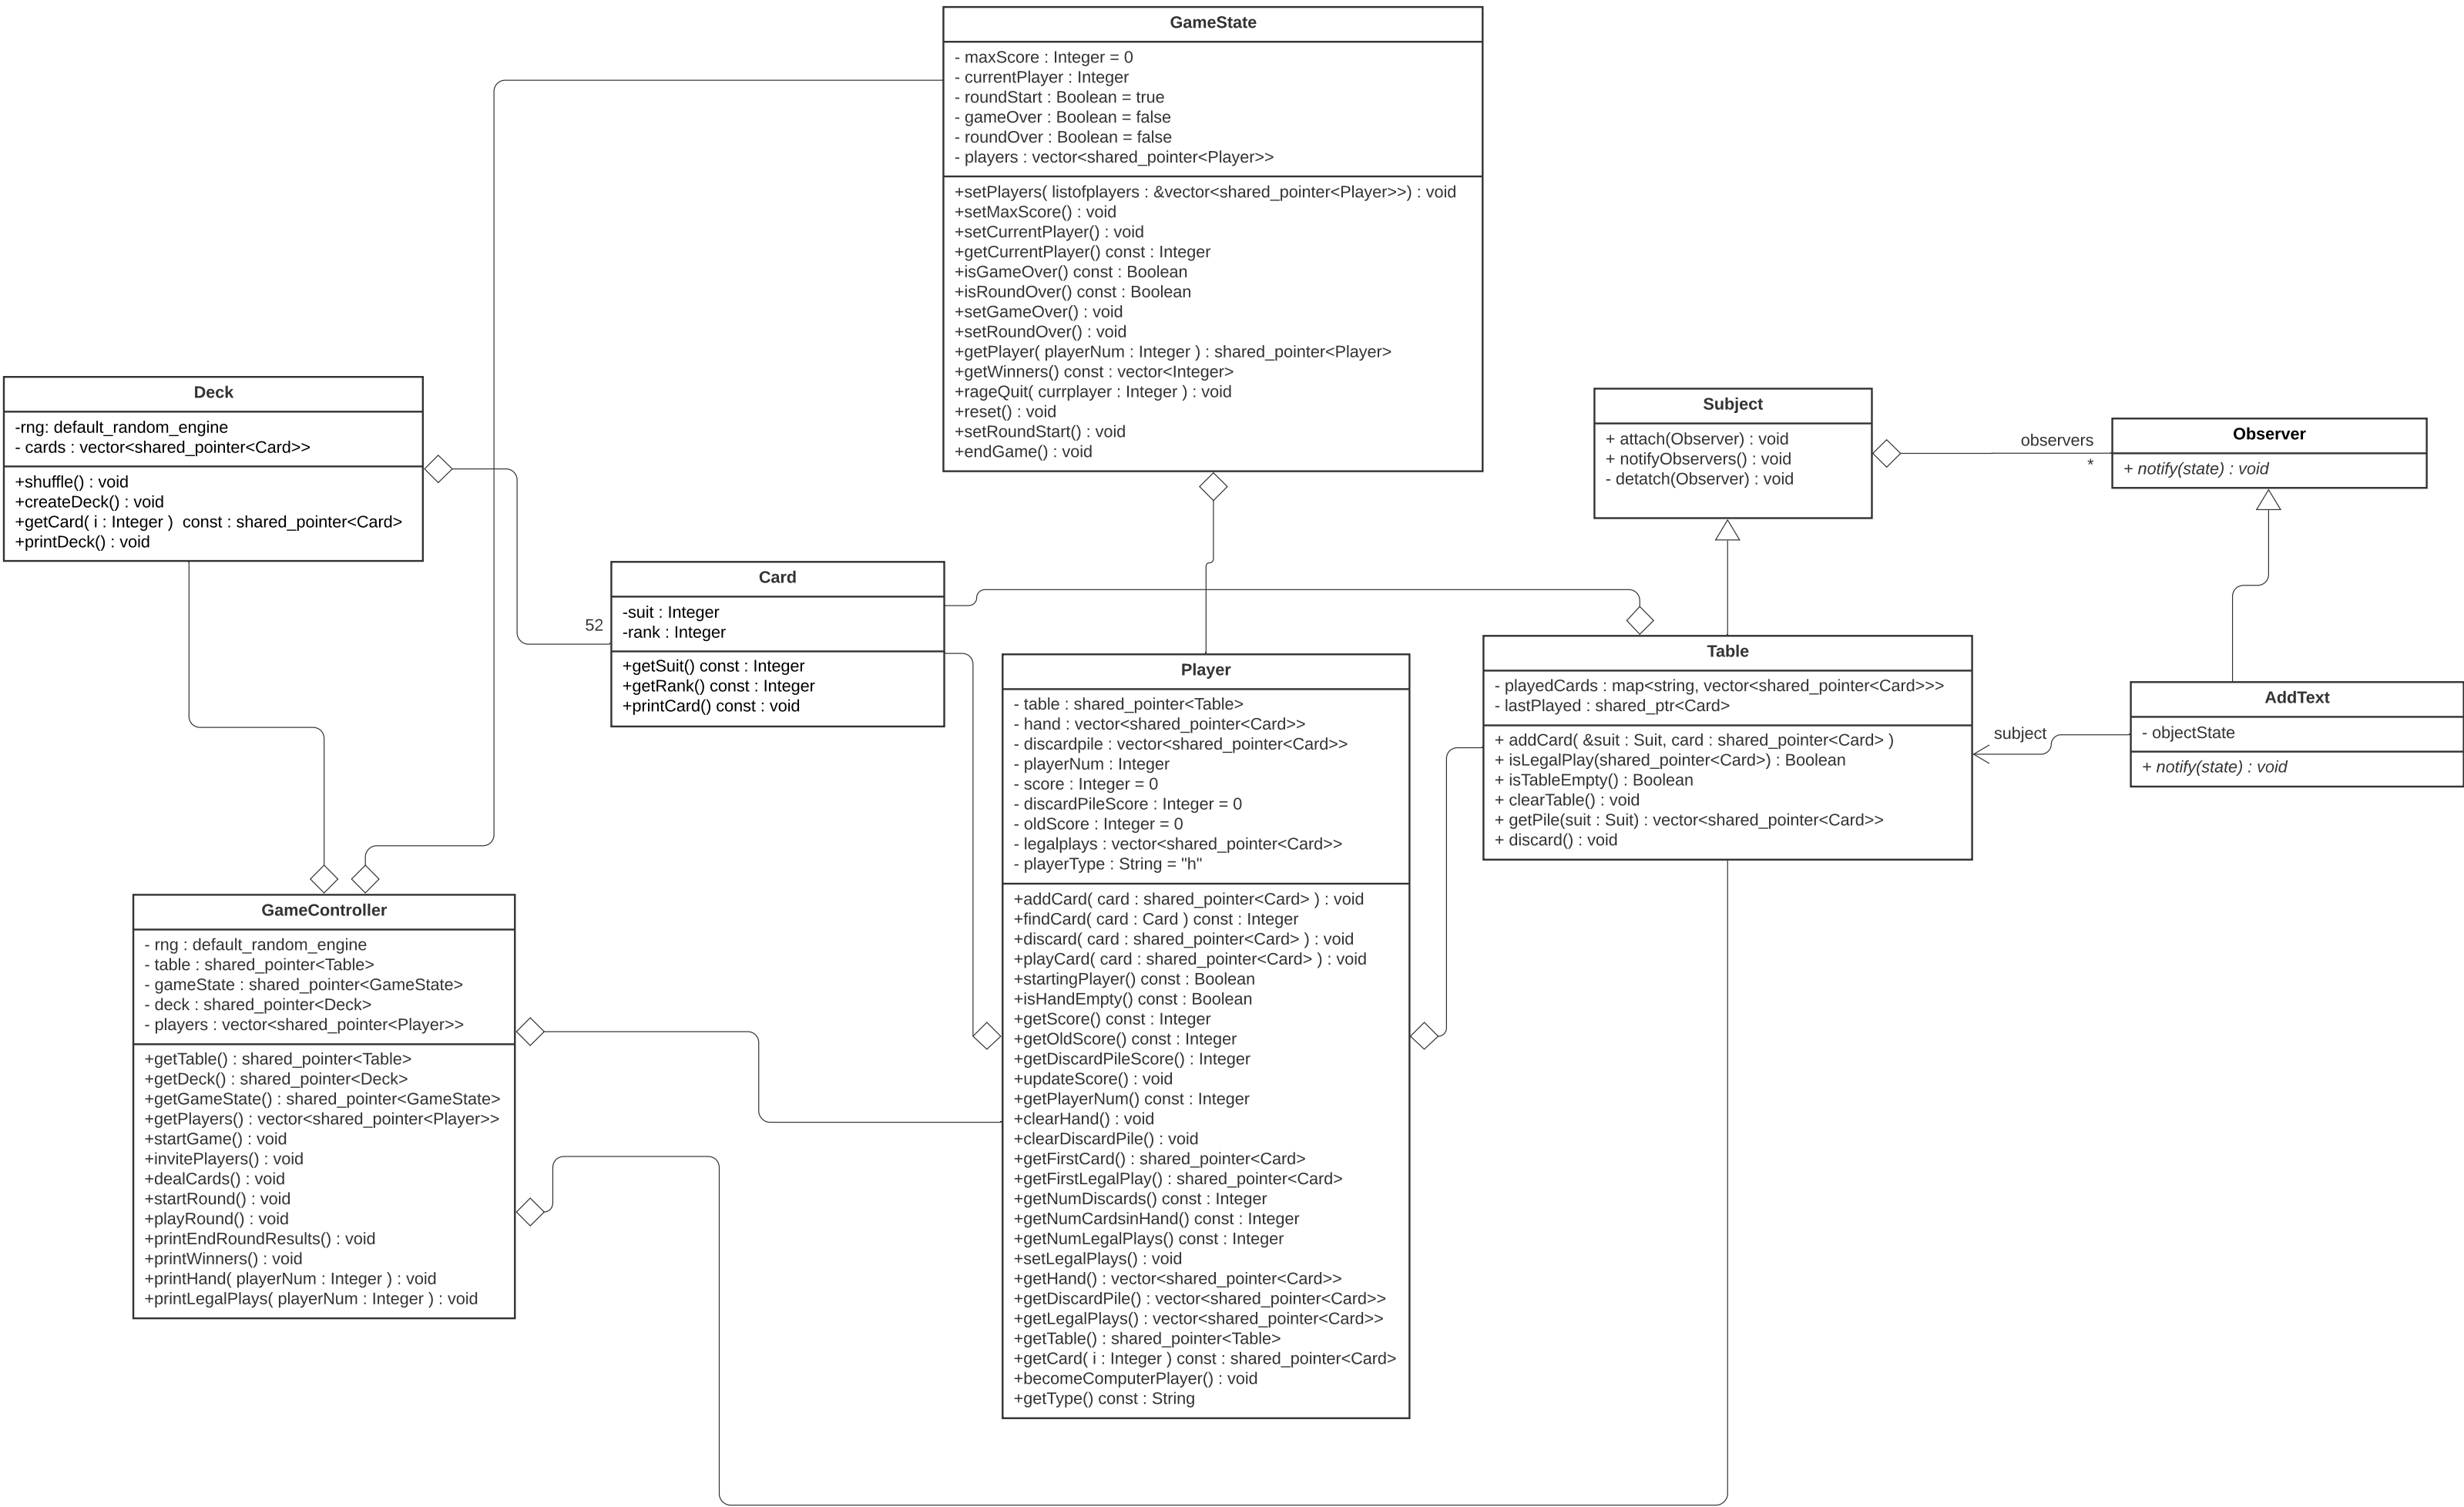 GameState
- maxScore : Integer = 0
- currentPlayer : Integer
- roundStart : Boolean = true
- gameOver : Boolean = false
- roundOver : Boolean = false
- players : vector<shared_pointer<Player>>
+setPlayers( listofplayers : &vector<shared_pointer<Player>>) : void
+setMaxScore() : void
+setCurrentPlayer() : void
+getCurrentPlayer() const : Integer
+isGameOver() const : Boolean
+isRoundOver() const : Boolean
+setGameOver() : void
+setRoundOver() : void
+getPlayer( playerNum : Integer ) : shared_pointer<Player>
+getWinners() const : vector<Integer>
+rageQuit( currplayer : Integer ) : void
+reset() : void
+setRoundStart() : void
+endGame() : void
Deck
-rng: default_random_engine
- cards : vector<shared_pointer<Card>>
+shuffle() : void
+createDeck() : void
+getCard( i : Integer )  const : shared_pointer<Card>
+printDeck() : void
Subject
+ attach(Observer) : void
+ notifyObservers() : void
- detatch(Observer) : void
observers
*
Observer
+ notify(state) : void
52
Card
-suit : Integer
-rank : Integer
+getSuit() const : Integer
+getRank() const : Integer
+printCard() const : void
Player
- table : shared_pointer<Table>
- hand : vector<shared_pointer<Card>>
- discardpile : vector<shared_pointer<Card>>
- playerNum : Integer
- score : Integer = 0
- discardPileScore : Integer = 0
- oldScore : Integer = 0
- legalplays : vector<shared_pointer<Card>>
- playerType : String = "h"
+addCard( card : shared_pointer<Card> ) : void
+findCard( card : Card ) const : Integer
+discard( card : shared_pointer<Card> ) : void
+playCard( card : shared_pointer<Card> ) : void
+startingPlayer() const : Boolean
+isHandEmpty() const : Boolean
+getScore() const : Integer
+getOldScore() const : Integer
+getDiscardPileScore() : Integer
+updateScore() : void
+getPlayerNum() const : Integer
+clearHand() : void
+clearDiscardPile() : void
+getFirstCard() : shared_pointer<Card>
+getFirstLegalPlay() : shared_pointer<Card>
+getNumDiscards() const : Integer
+getNumCardsinHand() const : Integer
+getNumLegalPlays() const : Integer
+setLegalPlays() : void
+getHand() : vector<shared_pointer<Card>>
+getDiscardPile() : vector<shared_pointer<Card>>
+getLegalPlays() : vector<shared_pointer<Card>>
+getTable() : shared_pointer<Table>
+getCard( i : Integer ) const : shared_pointer<Card>
+becomeComputerPlayer() : void
+getType() const : String
Table
- playedCards : map<string, vector<shared_pointer<Card>>>
- lastPlayed : shared_ptr<Card>
+ addCard( &suit : Suit, card : shared_pointer<Card> )
+ isLegalPlay(shared_pointer<Card>) : Boolean
+ isTableEmpty() : Boolean
+ clearTable() : void
+ getPile(suit : Suit) : vector<shared_pointer<Card>>
+ discard() : void
subject
AddText
- objectState
+ notify(state) : void
GameController
- rng : default_random_engine
- table : shared_pointer<Table>
- gameState : shared_pointer<GameState>
- deck : shared_pointer<Deck>
- players : vector<shared_pointer<Player>>
+getTable() : shared_pointer<Table>
+getDeck() : shared_pointer<Deck>
+getGameState() : shared_pointer<GameState>
+getPlayers() : vector<shared_pointer<Player>>
+startGame() : void
+invitePlayers() : void
+dealCards() : void
+startRound() : void
+playRound() : void
+printEndRoundResults() : void
+printWinners() : void
+printHand( playerNum : Integer ) : void
+printLegalPlays( playerNum : Integer ) : void